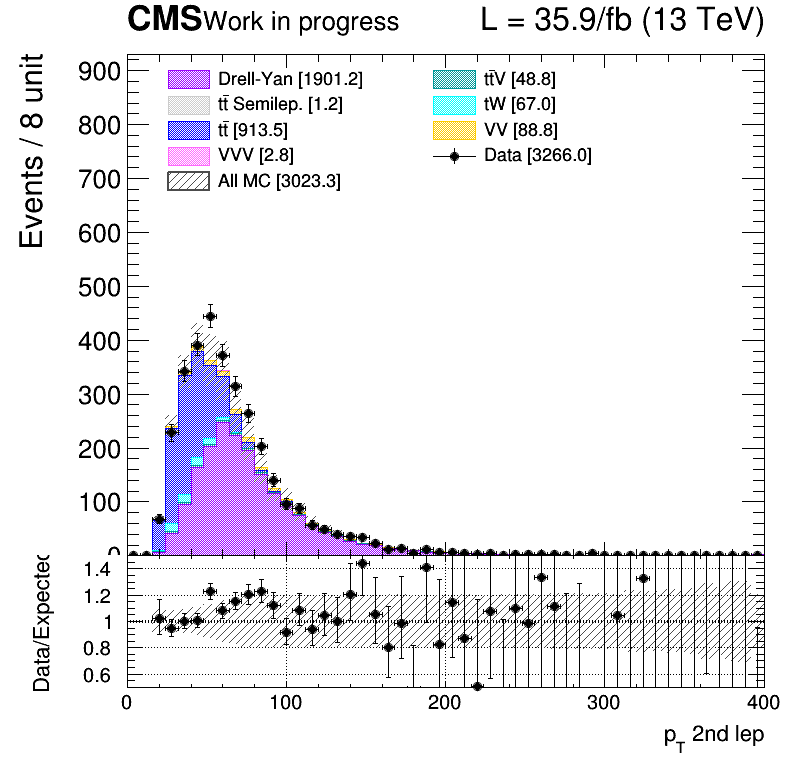 CMS Work in progress L = 35.9/fb (13 TeV)
Events / 8 unit
900
800
700
600
500
400
300
200
100
0
Drell-Yan [1901.2]
tt̄ Semilep. [1.2]
tt̄ [913.5]
VVV [2.8]
All MC [3023.3]
tt̄V [48.8]
tW [67.0]
VV [88.8]
Data [3266.0]
Data/Expected
1.4
1.2
1
0.8
0.6
0 100 200 300 400
p_T 2nd lep